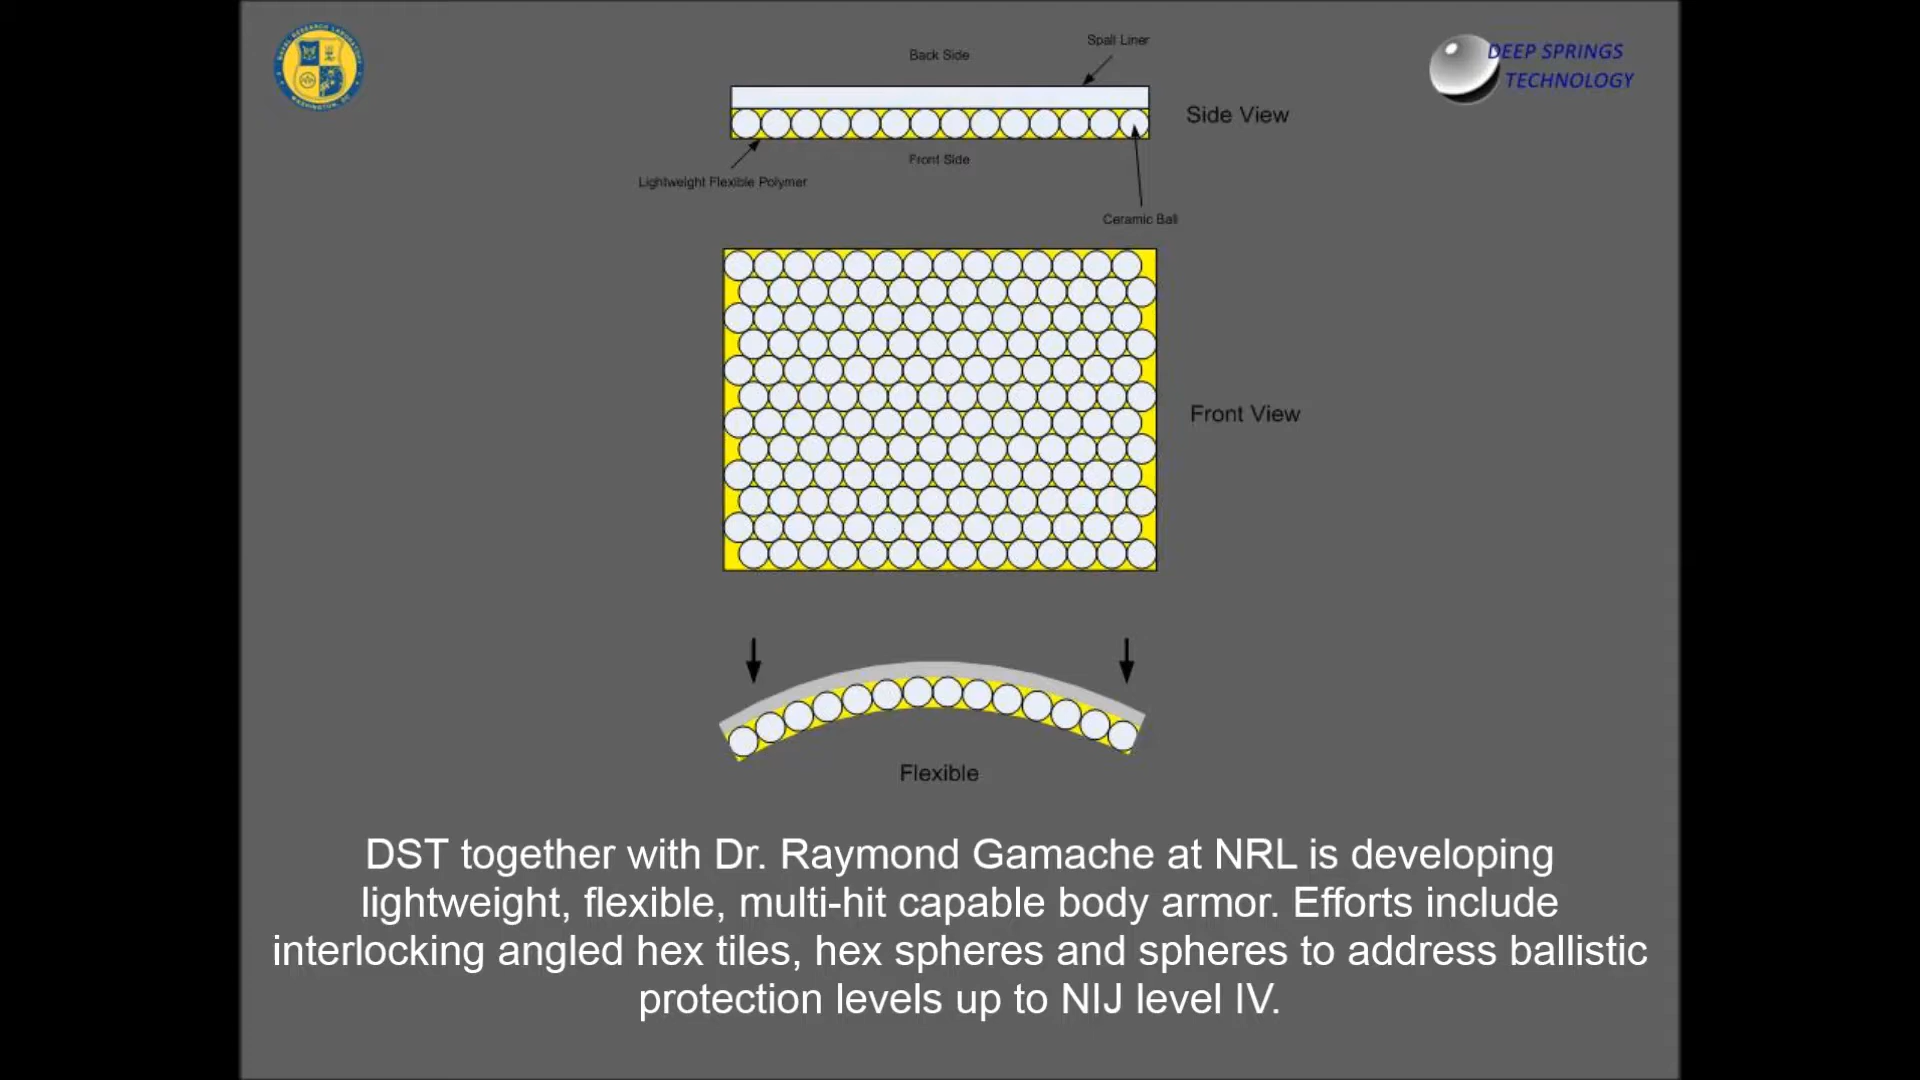 Spall Liner
Back Side
DEEP SPRINGS
TECHNOLOGY
Side View
Front Side
Lightweight Flexible Polymer
Ceramic Ball
Front View
Flexible
DST together with Dr. Raymond Gamache at NRL is developing
lightweight, flexible, multi-hit capable body armor. Efforts include
interlocking angled hex tiles, hex spheres and spheres to address ballistic
protection levels up to NIJ level IV.